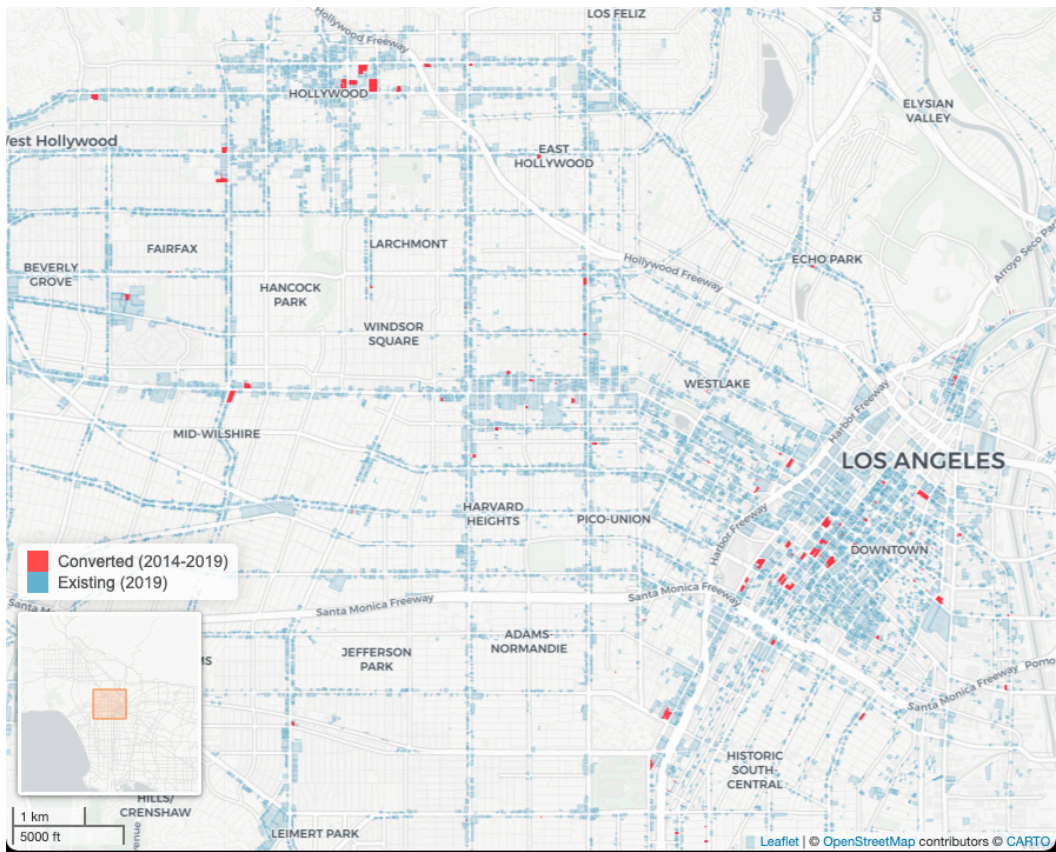 LOS FELIZ
Hollywood Freeway
HOLLYWOOD
ELYSIAN
VALLEY
West Hollywood
EAST
HOLLYWOOD
FAIRFAX
LARCHMONT
BEVERLY
GROVE
HANCOCK
PARK
Hollywood Freeway
ECHO PARK
Arroyo Seco
WINDSOR
SQUARE
WESTLAKE
Harbor Freeway
MID-WILSHIRE
LOS ANGELES
HARVARD
HEIGHTS
PICO-UNION
Harbor Freeway
DOWNTOWN
Converted (2014-2019)
Existing (2019)
Santa
Santa Monica Freeway
Santa Monica Freeway
ADAMS-
NORMANDIE
JEFFERSON
PARK
MS
Santa Monica Freeway
Pomo
HISTORIC
SOUTH-
CENTRAL
HILLS/
CRENSHAW
LEIMERT PARK
1 km
5000 ft
Leaflet | © OpenStreetMap contributors © CARTO